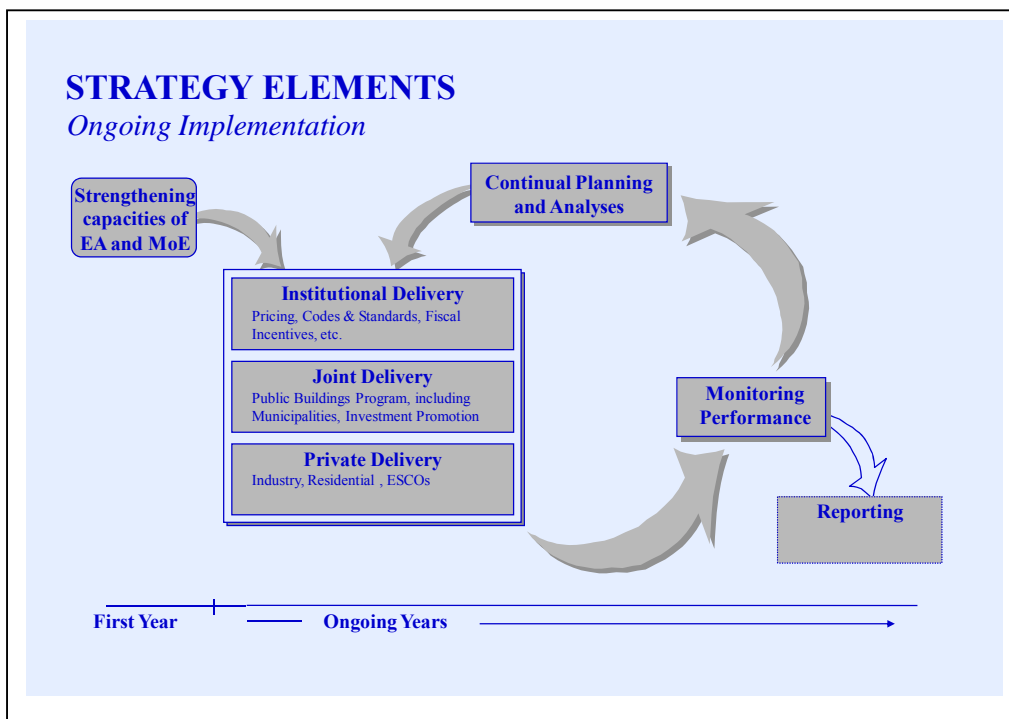 STRATEGY ELEMENTS
Ongoing Implementation
Strengthening
capacities of
EA and MoE
Continual Planning
and Analyses
Institutional Delivery
Pricing, Codes & Standards, Fiscal
Incentives, etc.
Joint Delivery
Public Buildings Program, including
Municipalities, Investment Promotion
Private Delivery
Industry, Residential , ESCOs
Monitoring
Performance
Reporting
First Year
Ongoing Years